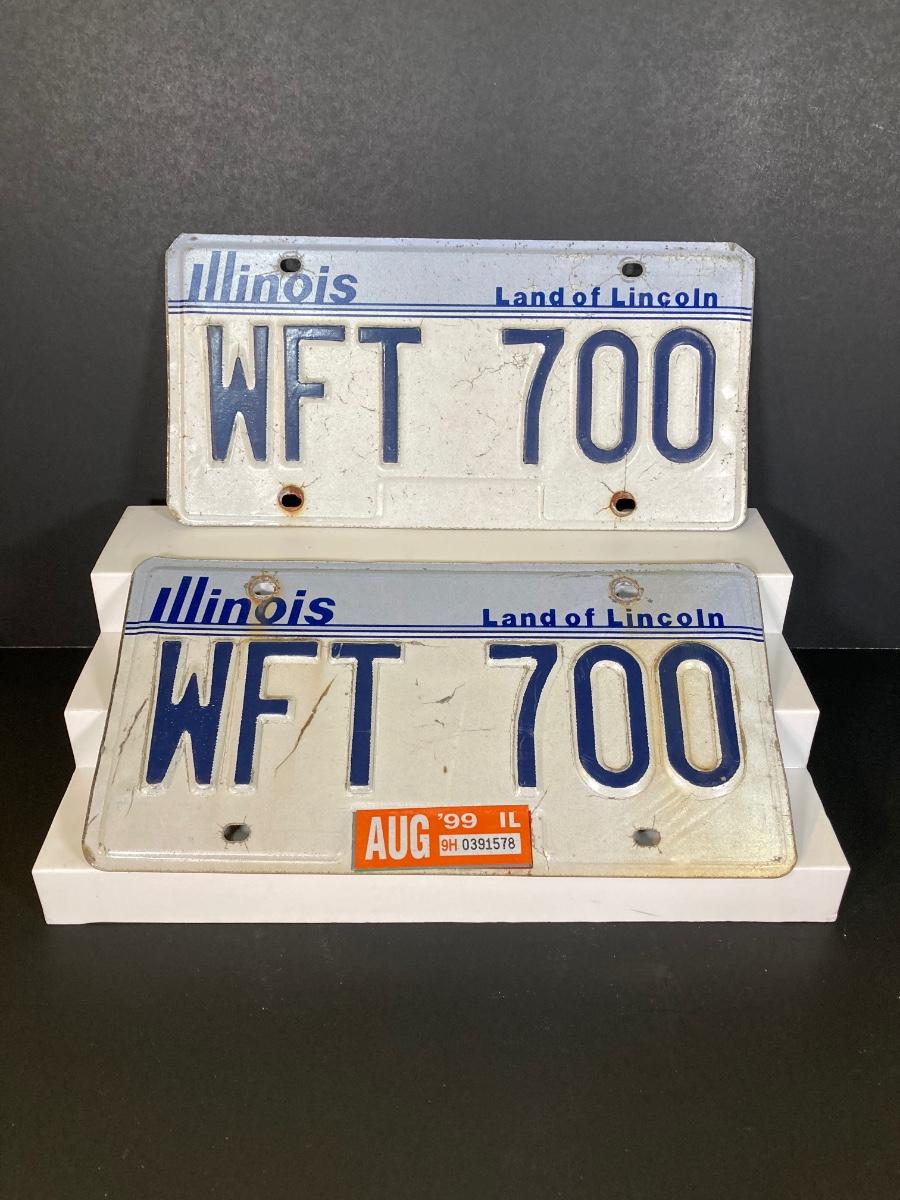 Illinois Land of Lincoln
WFT 700
Illinois Land of Lincoln
WFT 700
AUG '99 IL
9H 0391578